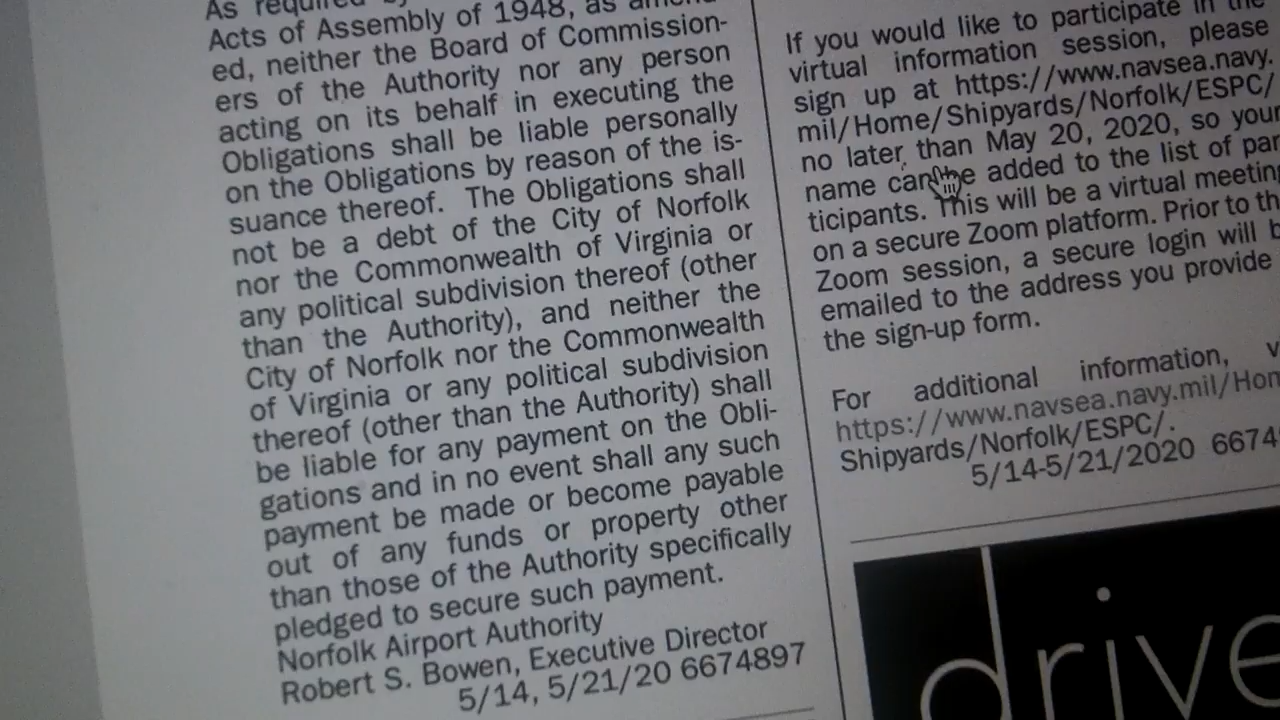 As required
Acts of Assembly of 1948, as amend-
ed, neither the Board of Commission-
ers of the Authority nor any person
acting on its behalf in executing the
Obligations shall be liable personally
on the Obligations by reason of the is-
suance thereof. The Obligations shall
not be a debt of the City of Norfolk
nor the Commonwealth of Virginia or
any political subdivision thereof (other
than the Authority), and neither the
City of Norfolk nor the Commonwealth
of Virginia or any political subdivision
thereof (other than the Authority) shall
be liable for any payment on the Obli-
gations and in no event shall any such
payment be made or become payable
out of any funds or property other
than those of the Authority specifically
pledged to secure such payment.
Norfolk Airport Authority
Robert S. Bowen, Executive Director
5/14, 5/21/20 6674897
If you would like to participate in the
virtual information session, please
sign up at https://www.navsea.navy.
mil/Home/Shipyards/Norfolk/ESPC/
no later than May 20, 2020, so your
name can be added to the list of par
ticipants. This will be a virtual meeting
on a secure Zoom platform. Prior to th
Zoom session, a secure login will b
emailed to the address you provide
the sign-up form.
For additional information, v
https://www.navsea.navy.mil/Hom
Shipyards/Norfolk/ESPC/.
5/14-5/21/2020 6674
drive